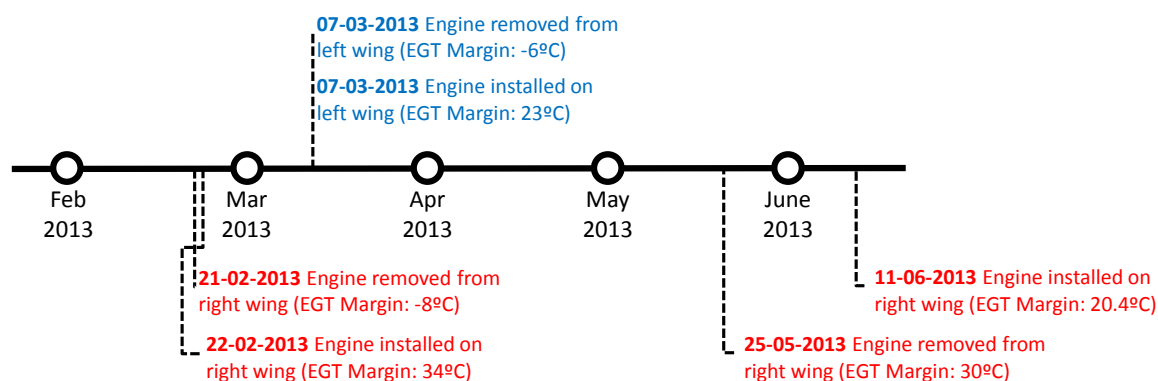 07-03-2013 Engine removed from
left wing (EGT Margin: -6ºC)
07-03-2013 Engine installed on
left wing (EGT Margin: 23ºC)
Feb
2013
Mar
2013
Apr
2013
May
2013
June
2013
21-02-2013 Engine removed from
right wing (EGT Margin: -8ºC)
22-02-2013 Engine installed on
right wing (EGT Margin: 34ºC)
11-06-2013 Engine installed on
right wing (EGT Margin: 20.4ºC)
25-05-2013 Engine removed from
right wing (EGT Margin: 30ºC)